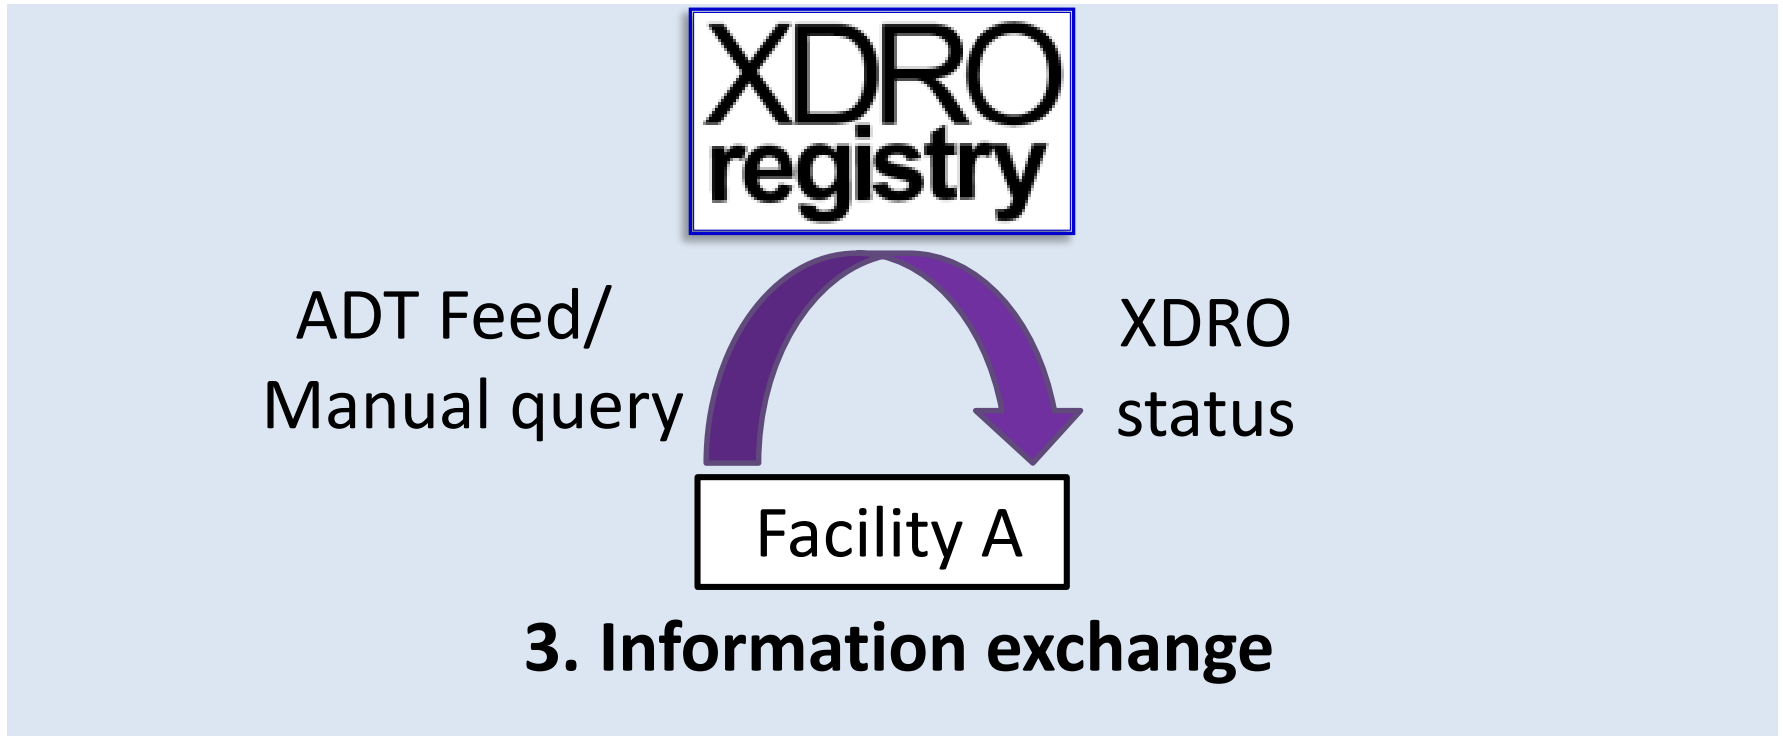 XDRO
registry
ADT Feed/
Manual query
XDRO
status
Facility A
3. Information exchange